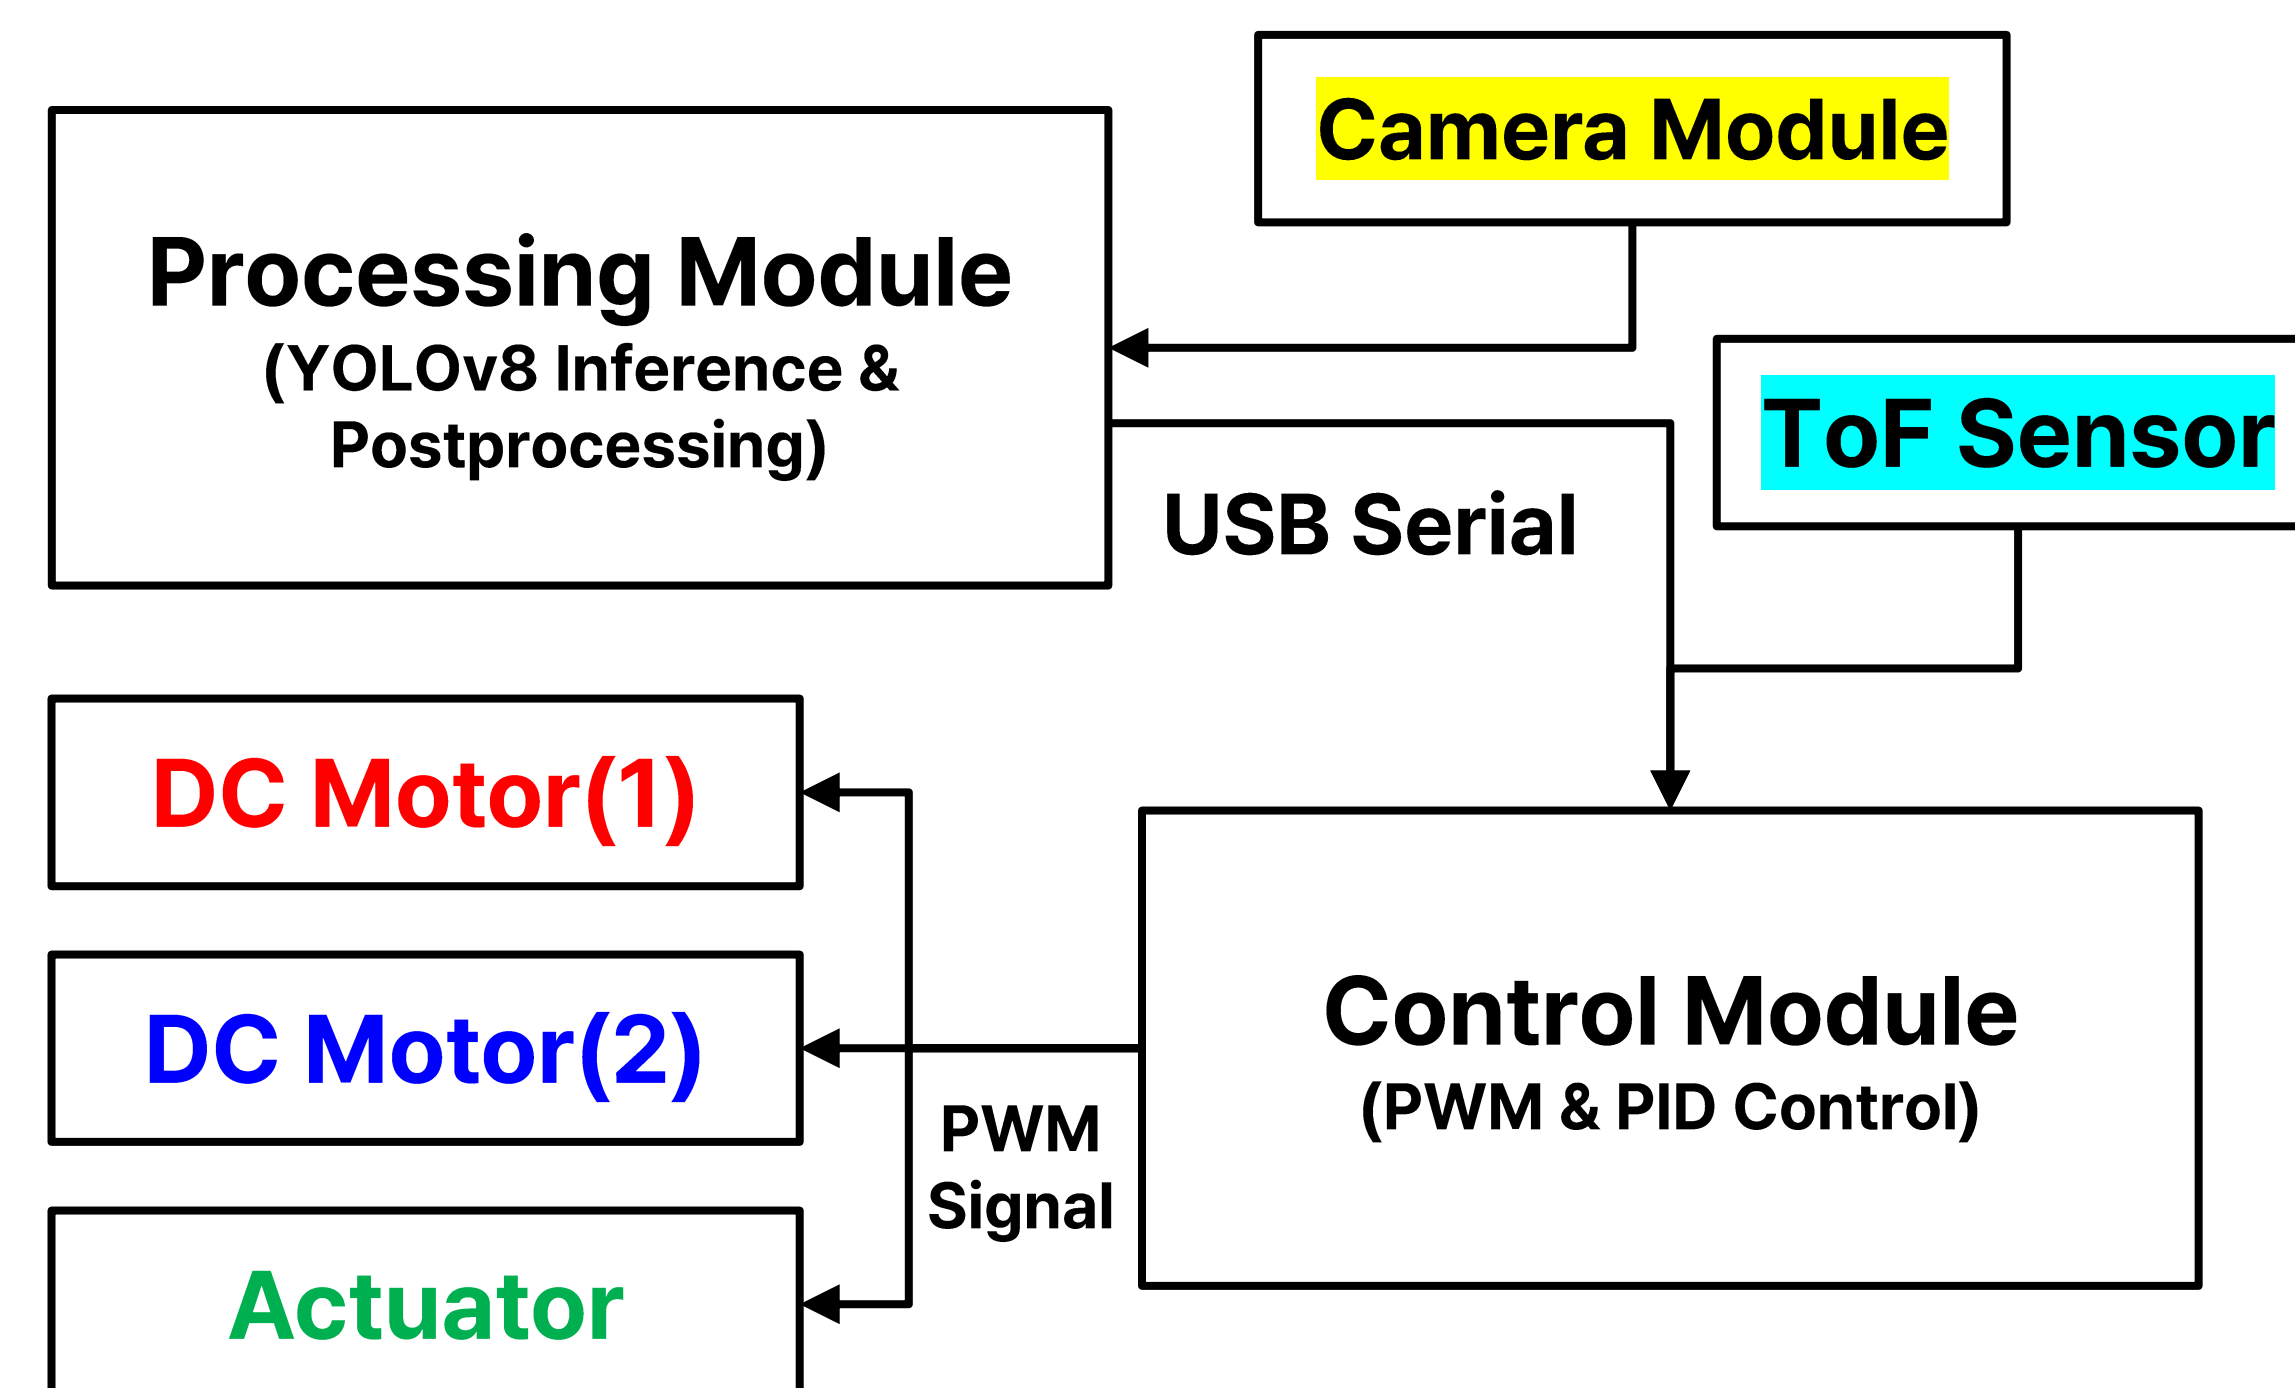 Camera Module
Processing Module
(YOLOv8 Inference &
Postprocessing)
ToF Sensor
USB Serial
DC Motor(1)
DC Motor(2)
Actuator
PWM
Signal
Control Module
(PWM & PID Control)